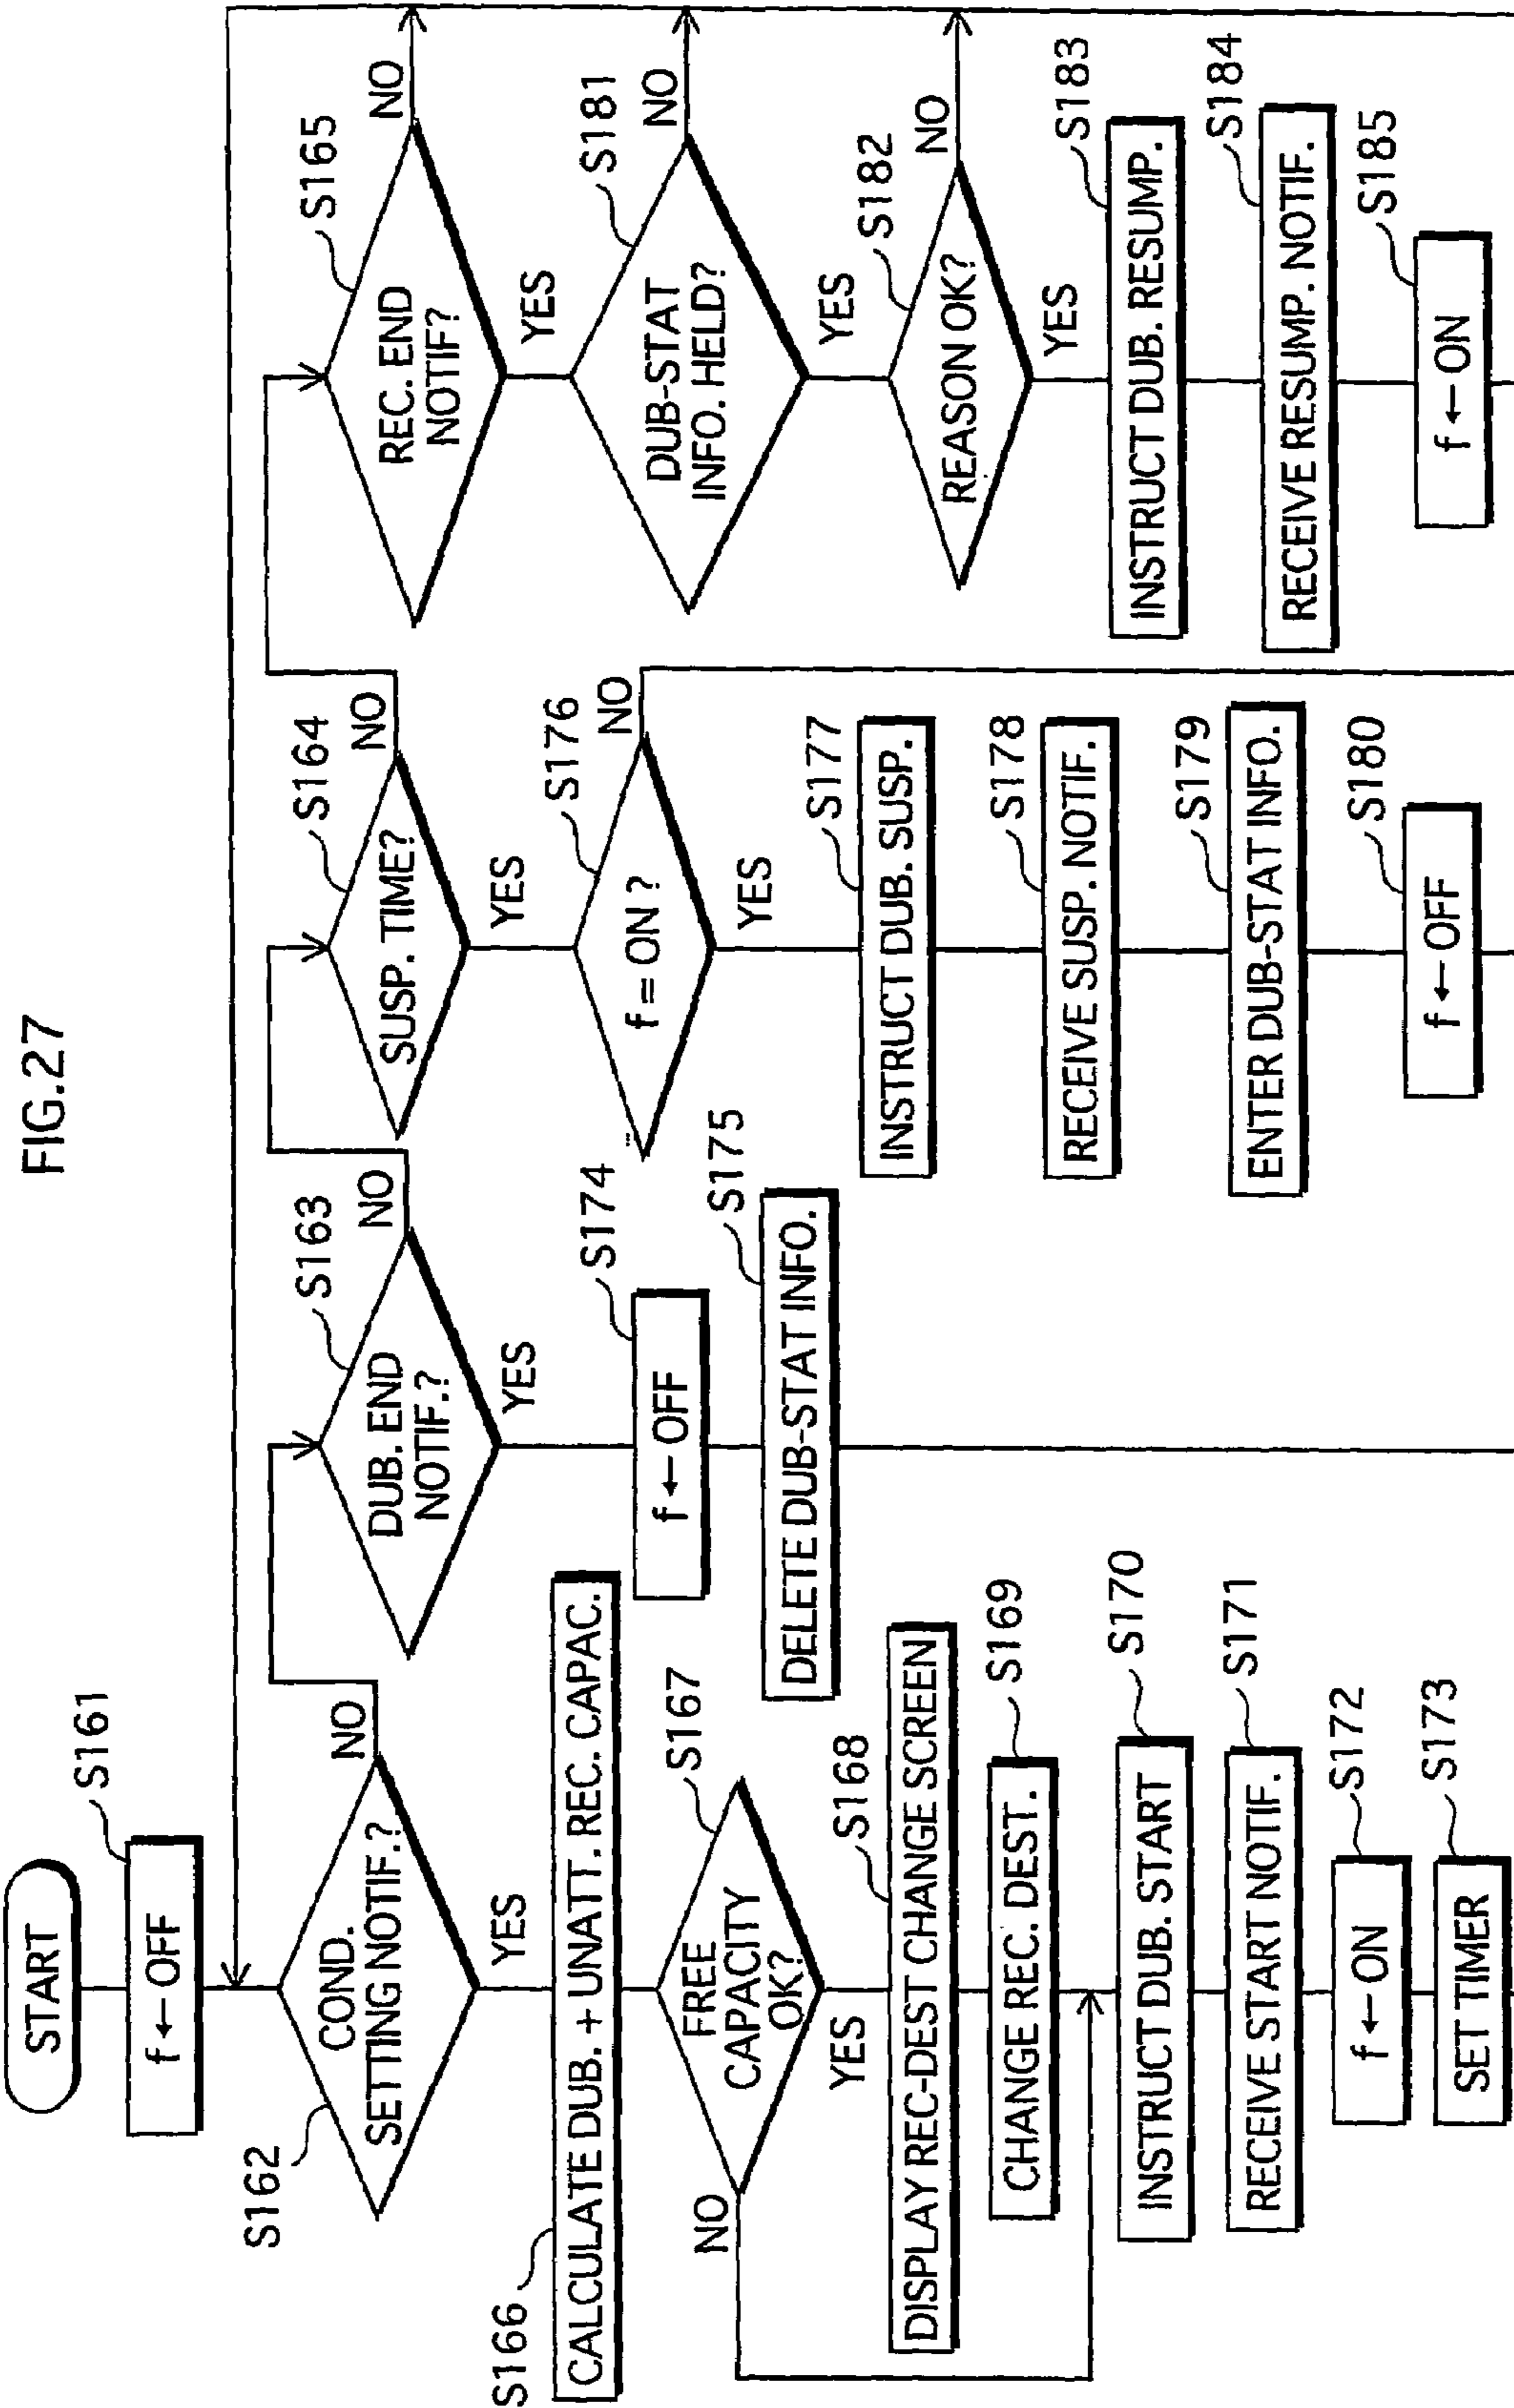 FIG.27
START
S161
f ← OFF
S162
COND.
SETTING NOTIF.?
NO
YES
S166
CALCULATE DUB. + UNATT. REC. CAPAC.
S167
FREE
CAPACITY
OK?
NO
YES
S168
DISPLAY REC-DEST CHANGE SCREEN
S169
CHANGE REC. DEST.
S170
INSTRUCT DUB. START
S171
RECEIVE START NOTIF.
S172
f ← ON
S173
SET TIMER
S163
DUB. END
NOTIF.?
NO
YES
S174
f ← OFF
S175
DELETE DUB-STAT INFO.
S164
SUSP. TIME?
NO
YES
S176
f = ON ?
NO
YES
S177
INSTRUCT DUB. SUSP.
S178
RECEIVE SUSP. NOTIF.
S179
ENTER DUB-STAT INFO.
S180
f ← OFF
S165
REC. END
NOTIF?
NO
YES
S181
DUB-STAT
INFO. HELD?
NO
YES
S182
REASON OK?
NO
YES
S183
INSTRUCT DUB. RESUMP.
S184
RECEIVE RESUMP. NOTIF.
S185
f ← ON